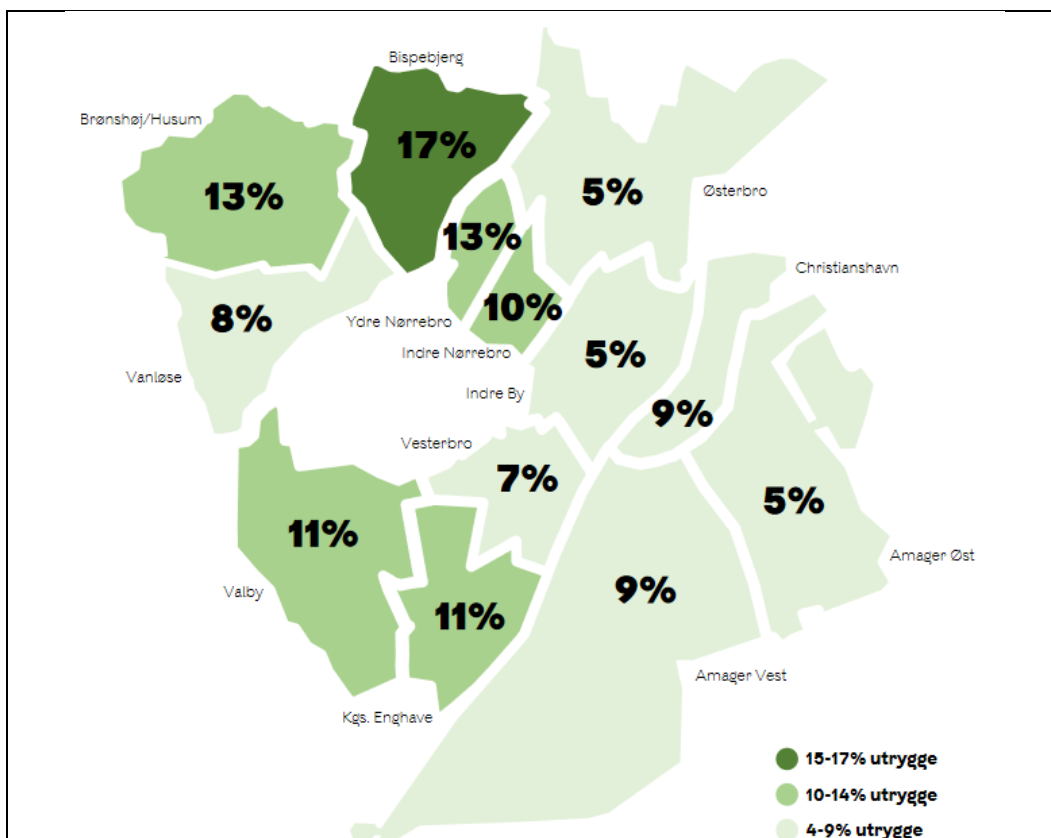 Bispebjerg
Brønshøj/Husum
17%
13%
5%
Østerbro
13%
Christianshavn
8%
10%
Ydre Nørrebro
Indre Nørrebro
5%
Vanløse
Indre By
9%
Vesterbro
7%
5%
11%
Amager Øst
Valby
9%
11%
Amager Vest
Kgs. Enghave
15-17% utrygge
10-14% utrygge
4-9% utrygge